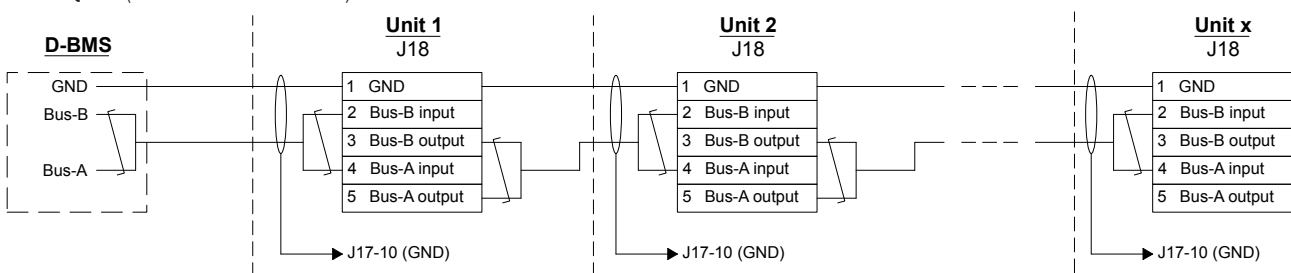 D-BMS
GND
Bus-B
Bus-A
Unit 1
J18
1 GND
2 Bus-B input
3 Bus-B output
4 Bus-A input
5 Bus-A output
J17-10 (GND)
Unit 2
J18
1 GND
2 Bus-B input
3 Bus-B output
4 Bus-A input
5 Bus-A output
J17-10 (GND)
Unit x
J18
1 GND
2 Bus-B input
3 Bus-B output
4 Bus-A input
5 Bus-A output
J17-10 (GND)